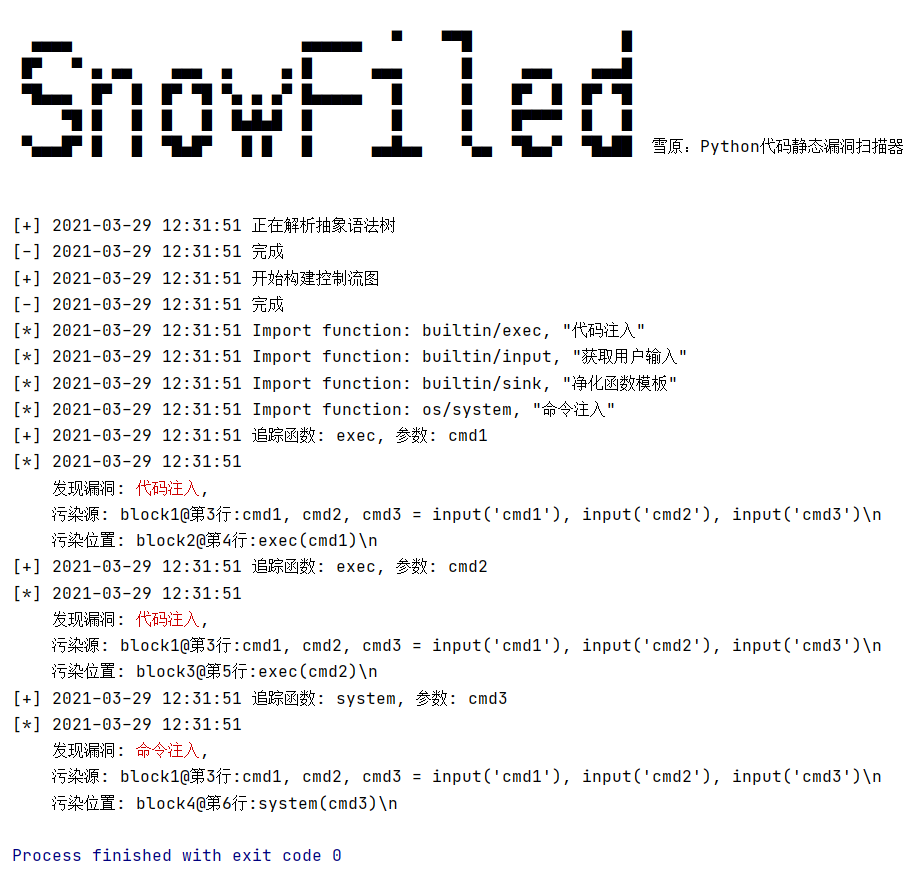 SnowFiled 雪原: Python代码静态漏洞扫描器
[+] 2021-03-29 12:31:51 正在解析抽象语法树
[-] 2021-03-29 12:31:51 完成
[+] 2021-03-29 12:31:51 开始构建控制流图
[-] 2021-03-29 12:31:51 完成
[*] 2021-03-29 12:31:51 Import function: builtin/exec, "代码注入"
[*] 2021-03-29 12:31:51 Import function: builtin/input, "获取用户输入"
[*] 2021-03-29 12:31:51 Import function: builtin/sink, "净化函数模板"
[*] 2021-03-29 12:31:51 Import function: os/system, "命令注入"
[+] 2021-03-29 12:31:51 追踪函数: exec, 参数: cmd1
[*] 2021-03-29 12:31:51
发现漏洞: 代码注入,
污染源: block1@第3行:cmd1, cmd2, cmd3 = input('cmd1'), input('cmd2'), input('cmd3')\n
污染位置: block2@第4行:exec(cmd1)\n
[+] 2021-03-29 12:31:51 追踪函数: exec, 参数: cmd2
[*] 2021-03-29 12:31:51
发现漏洞: 代码注入,
污染源: block1@第3行:cmd1, cmd2, cmd3 = input('cmd1'), input('cmd2'), input('cmd3')\n
污染位置: block3@第5行:exec(cmd2)\n
[+] 2021-03-29 12:31:51 追踪函数: system, 参数: cmd3
[*] 2021-03-29 12:31:51
发现漏洞: 命令注入,
污染源: block1@第3行:cmd1, cmd2, cmd3 = input('cmd1'), input('cmd2'), input('cmd3')\n
污染位置: block4@第6行:system(cmd3)\n
Process finished with exit code 0